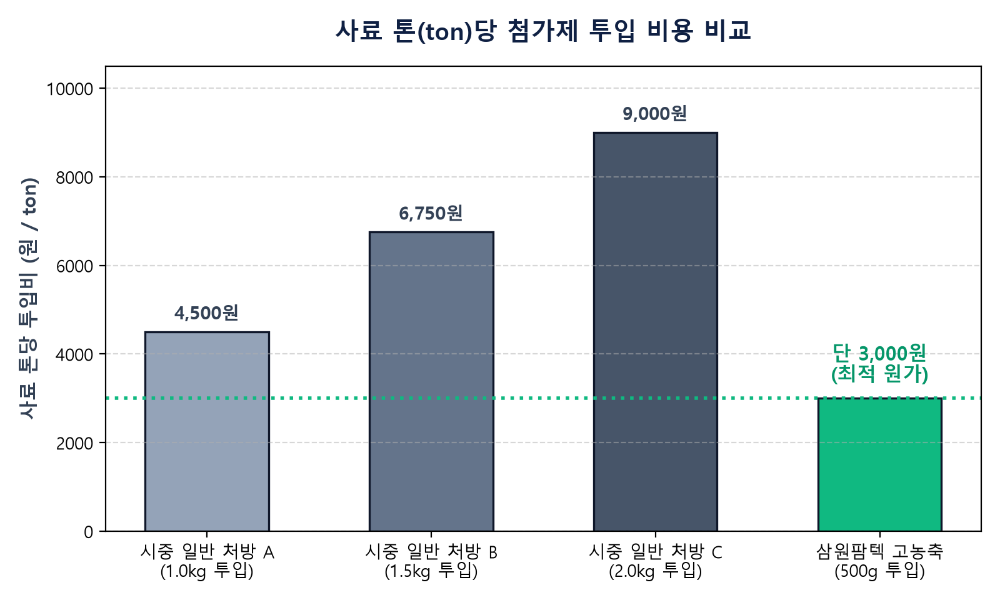 사료 톤(ton)당 첨가제 투입 비용 비교
사료 톤당 투입비 (원 / ton)
10000
8000
6000
4000
2000
0
4,500원
6,750원
9,000원
단 3,000원
(최적 원가)
시중 일반 처방 A
(1.0kg 투입)
시중 일반 처방 B
(1.5kg 투입)
시중 일반 처방 C
(2.0kg 투입)
삼원팜텍 고농축
(500g 투입)